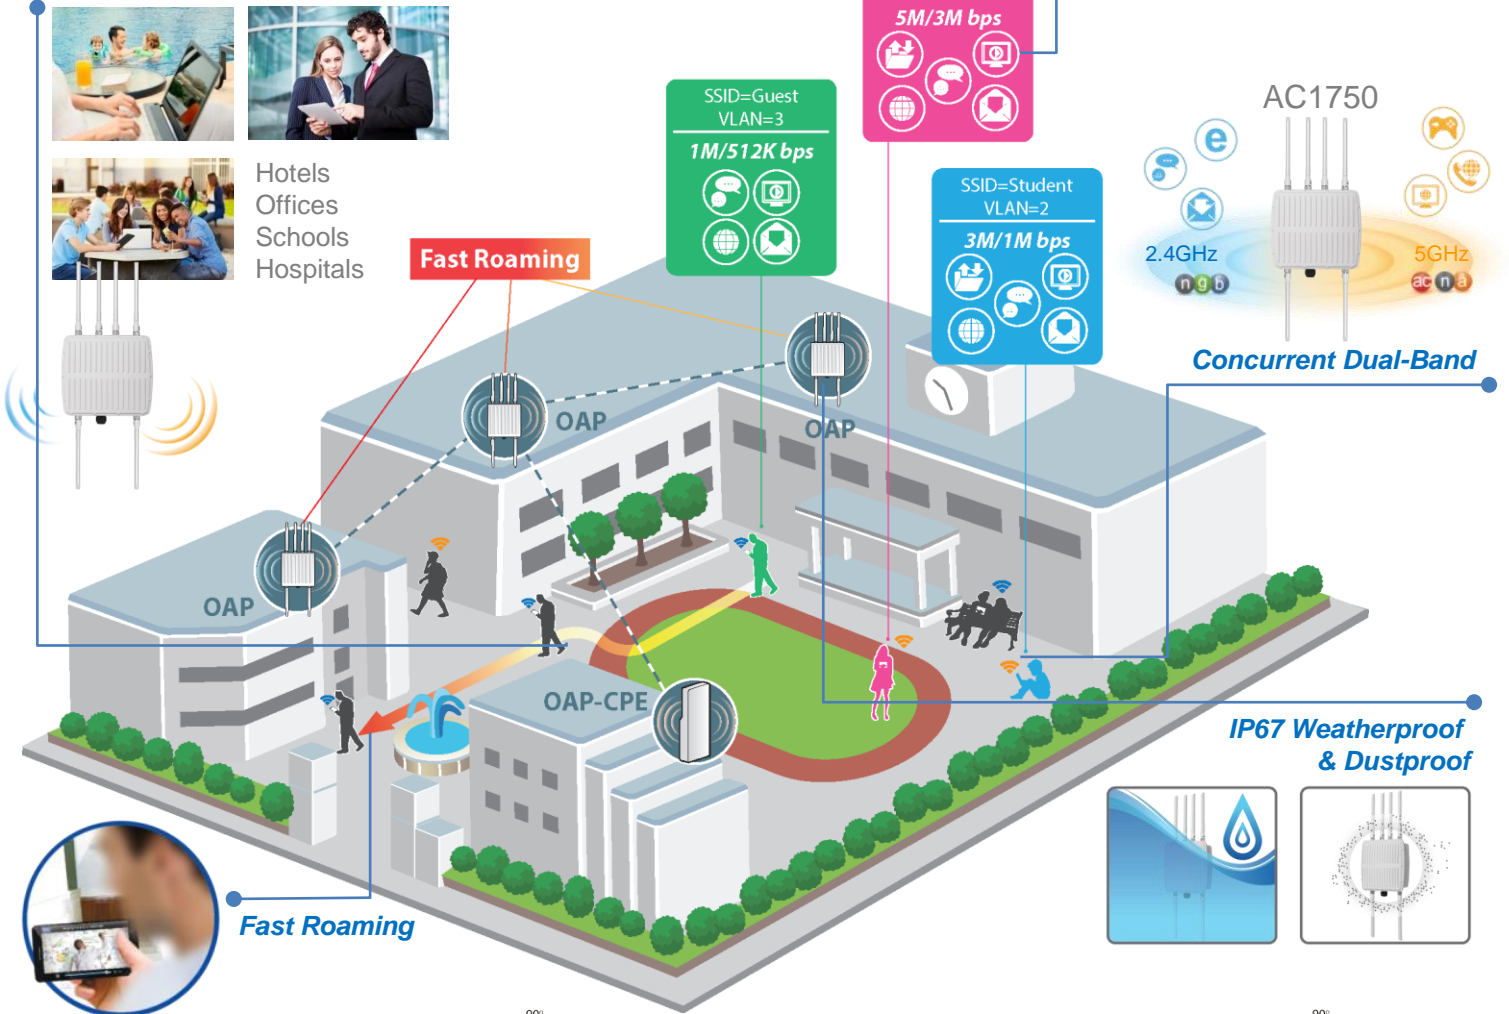 5M/3M bps
SSID=Guest
VLAN=3
1M/512K bps
AC1750
Hotels
Offices
Schools
Hospitals
SSID=Student
VLAN=2
3M/1M bps
Fast Roaming
e
2.4GHz
n g b
5GHz
ac n a
Concurrent Dual-Band
OAP
OAP
OAP
OAP-CPE
IP67 Weatherproof
& Dustproof
Fast Roaming
90°
90°